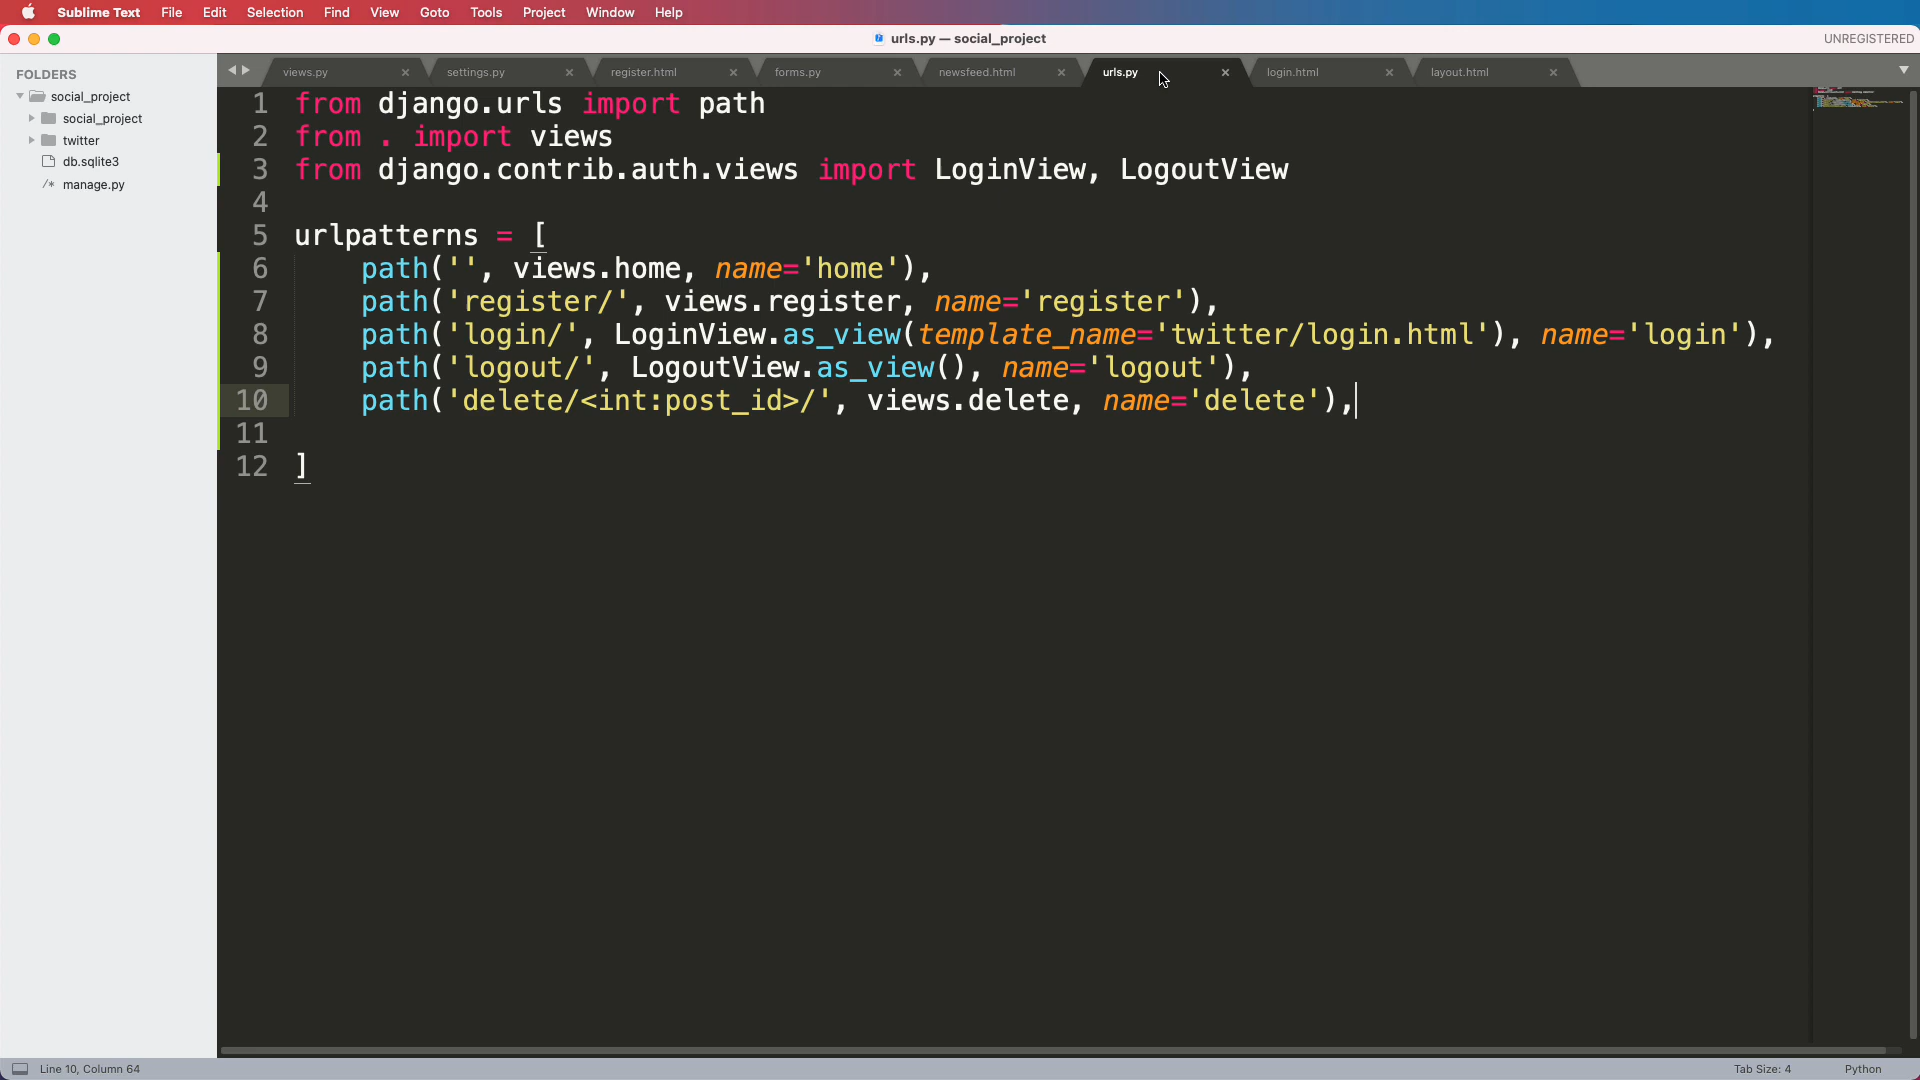 Sublime Text File Edit Selection Find View Goto Tools Project Window Help
urls.py — social_project
UNREGISTERED
FOLDERS
social_project
social_project
twitter
db.sqlite3
/* manage.py
views.py × settings.py × register.html × forms.py × newsfeed.html × urls.py × login.html × layout.html ×
1 from django.urls import path
2 from . import views
3 from django.contrib.auth.views import LoginView, LogoutView
4
5 urlpatterns = [
6 path('', views.home, name='home'),
7 path('register/', views.register, name='register'),
8 path('login/', LoginView.as_view(template_name='twitter/login.html'), name='login'),
9 path('logout/', LogoutView.as_view(), name='logout'),
10 path('delete/<int:post_id>/', views.delete, name='delete'),
11
12 ]
Line 10, Column 64
Tab Size: 4
Python